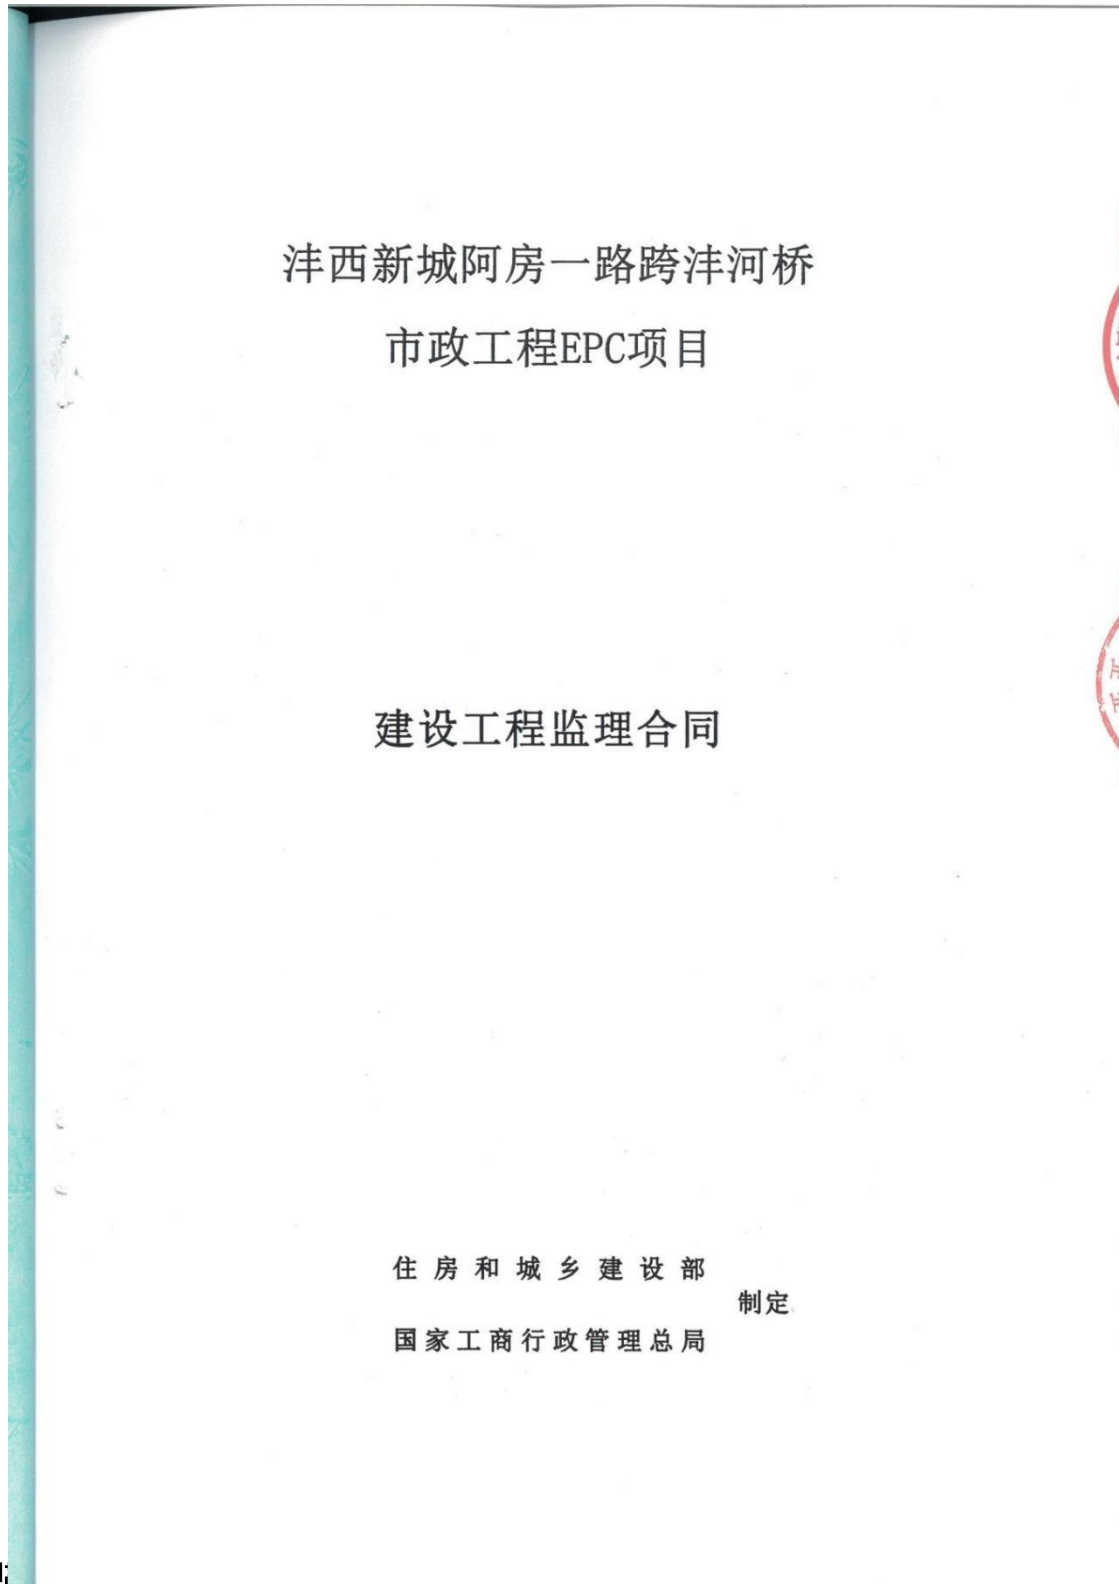 沣西新城阿房一路跨沣河桥
市政工程EPC项目
建设工程监理合同
住房和城乡建设部
制定
国家工商行政管理总局